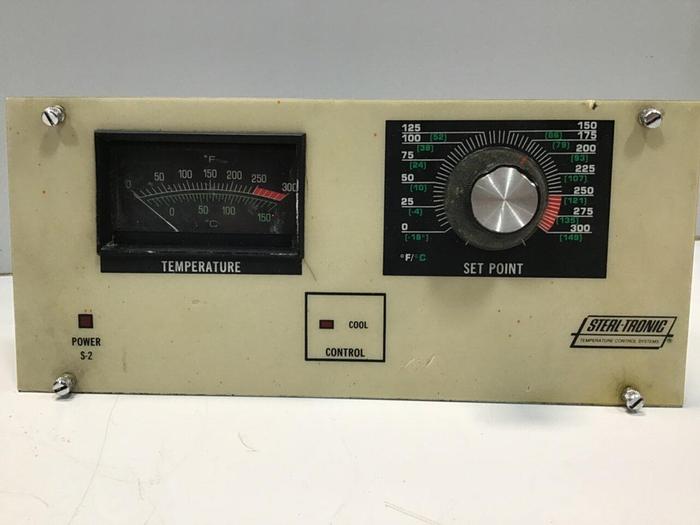 °F
0 50 100 150 200 250 300
0 50 100 150
°C
TEMPERATURE
125 150
100 (52) (66) 175
(38) (79) 200
75 (93)
(24) 225
50 (107)
(10) 250
25 (121)
(-4) 275
(135)
0 300
(-18°) (149)
°F/°C
SET POINT
POWER
S-2
COOL
CONTROL
STERL-TRONIC
TEMPERATURE CONTROL SYSTEMS ®